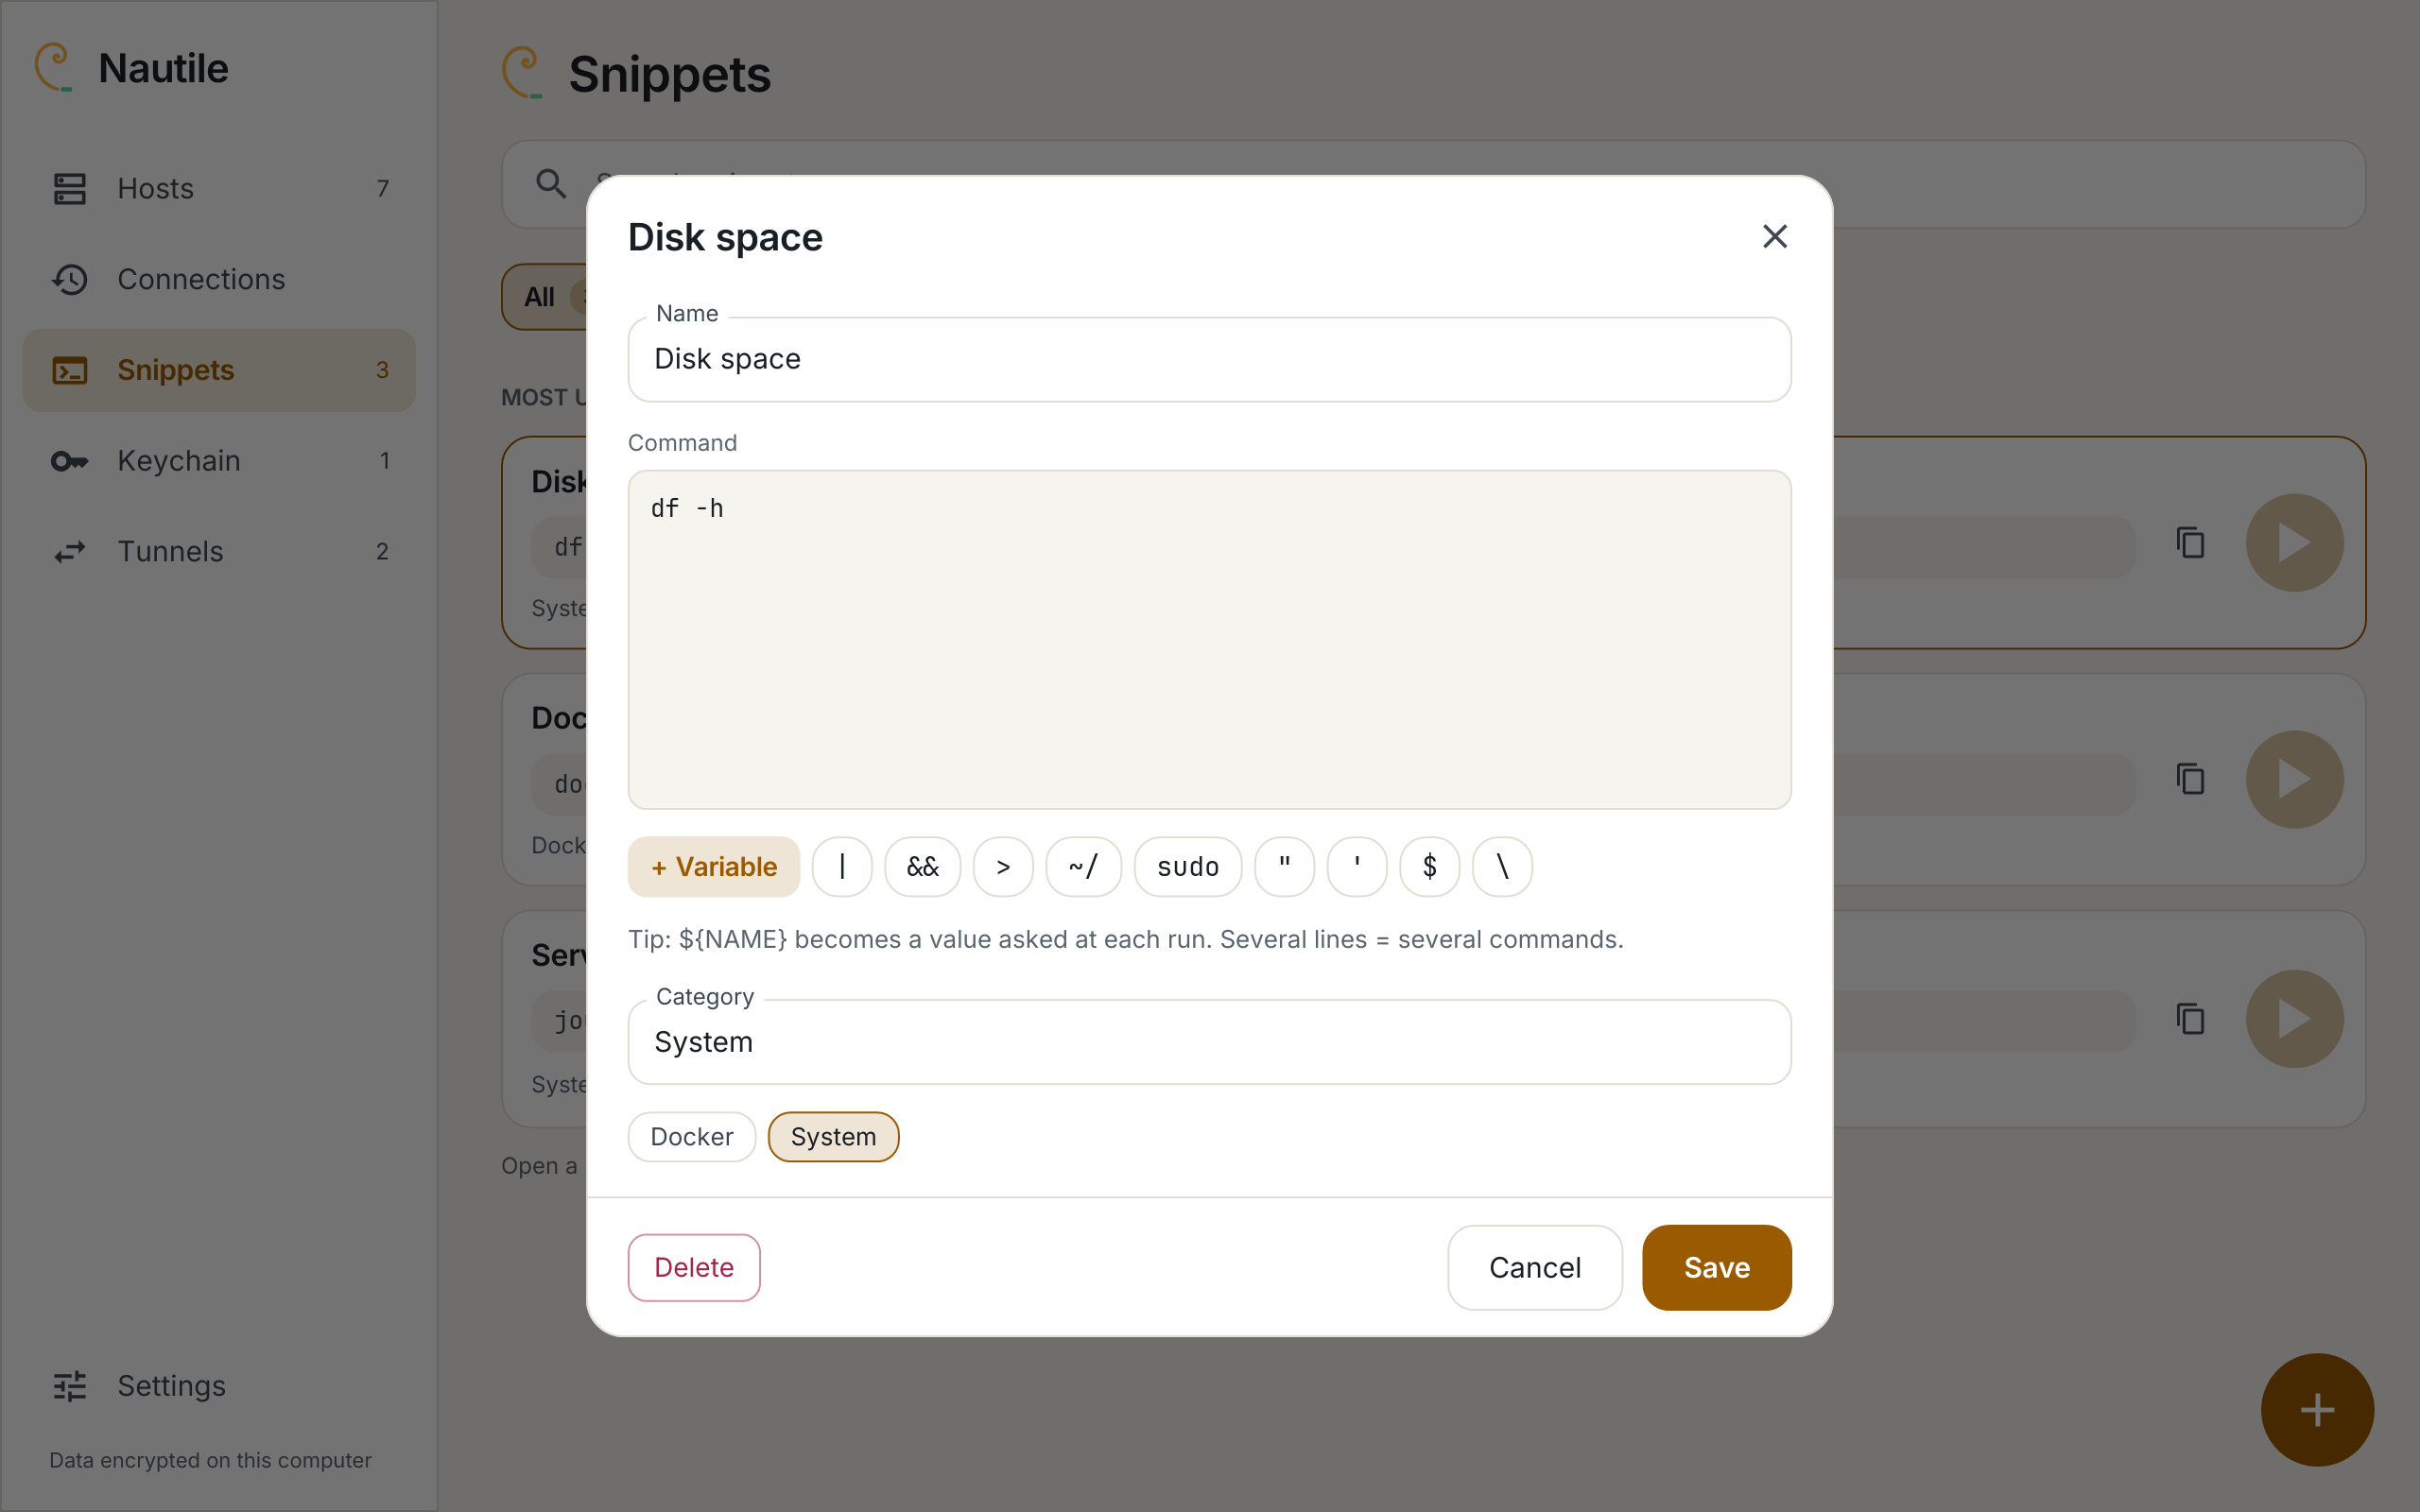 Nautile
Hosts 7
Connections
Snippets 3
Keychain 1
Tunnels 2
Settings
Data encrypted on this computer
Snippets
All
MOST U
Disk
df
Syste
Doc
do
Dock
Serv
jo
Syste
Open a
Disk space
Name
Disk space
Command
df -h
+ Variable | && > ~/ sudo " ' $ \
Tip: ${NAME} becomes a value asked at each run. Several lines = several commands.
Category
System
Docker System
Delete Cancel Save